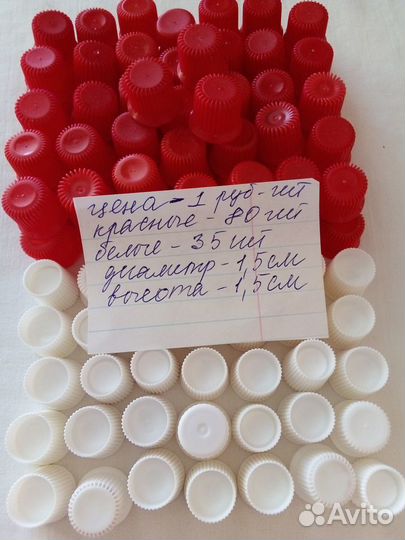 цена - 1 руб-шт
красные - 80 шт
белые - 35 шт
диаметр - 1,5 см
высота - 1,5 см
Avito